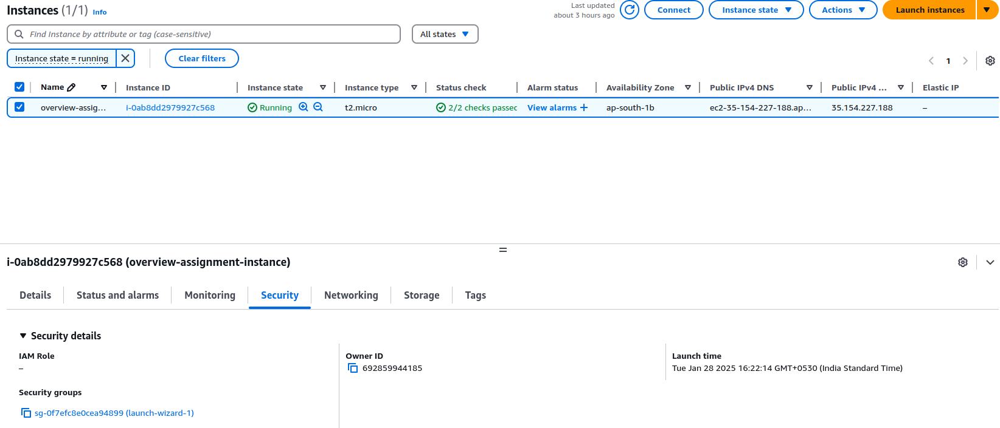 Instances (1/1) Info
Last updated
about 3 hours ago
Connect
Instance state
Actions
Launch instances
Find Instance by attribute or tag (case-sensitive)
All states
Instance state = running
Clear filters
1
Name Instance ID Instance state Instance type Status check Alarm status Availability Zone Public IPv4 DNS Public IPv4 ... Elastic IP
overview-assig... i-0ab8dd2979927c568 Running t2.micro 2/2 checks passec View alarms + ap-south-1b ec2-35-154-227-188.ap... 35.154.227.188 –
i-0ab8dd2979927c568 (overview-assignment-instance)
Details Status and alarms Monitoring Security Networking Storage Tags
Security details
IAM Role
–
Owner ID
692859944185
Launch time
Tue Jan 28 2025 16:22:14 GMT+0530 (India Standard Time)
Security groups
sg-0f7efc8e0cea94899 (launch-wizard-1)